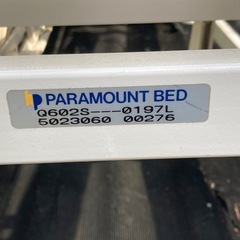 PARAMOUNT BED
Q602S---0197L
5023060 00276